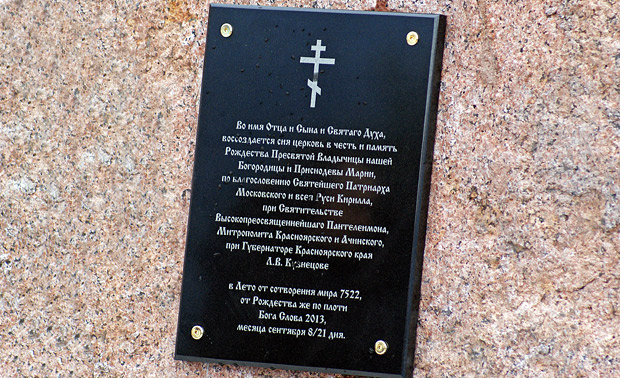 Во имя Отца и Сына и Святаго Духа,
воссоздается сия церковь в честь и память
Рождества Пресвятой Владычицы нашей
Богородицы и Приснодевы Марии,
по благословению Святейшего Патриарха
Московского и всея Руси Кирилла,
при Святительстве
Высокопреосвященнейшаго Пантелеимона,
Митрополита Красноярского и Ачинского,
при Губернаторе Красноярского края
Л.В. Кузнецове
в Лето от сотворения мира 7522,
от Рождества же по плоти
Бога Слова 2013,
месяца сентября 8/21 дня.